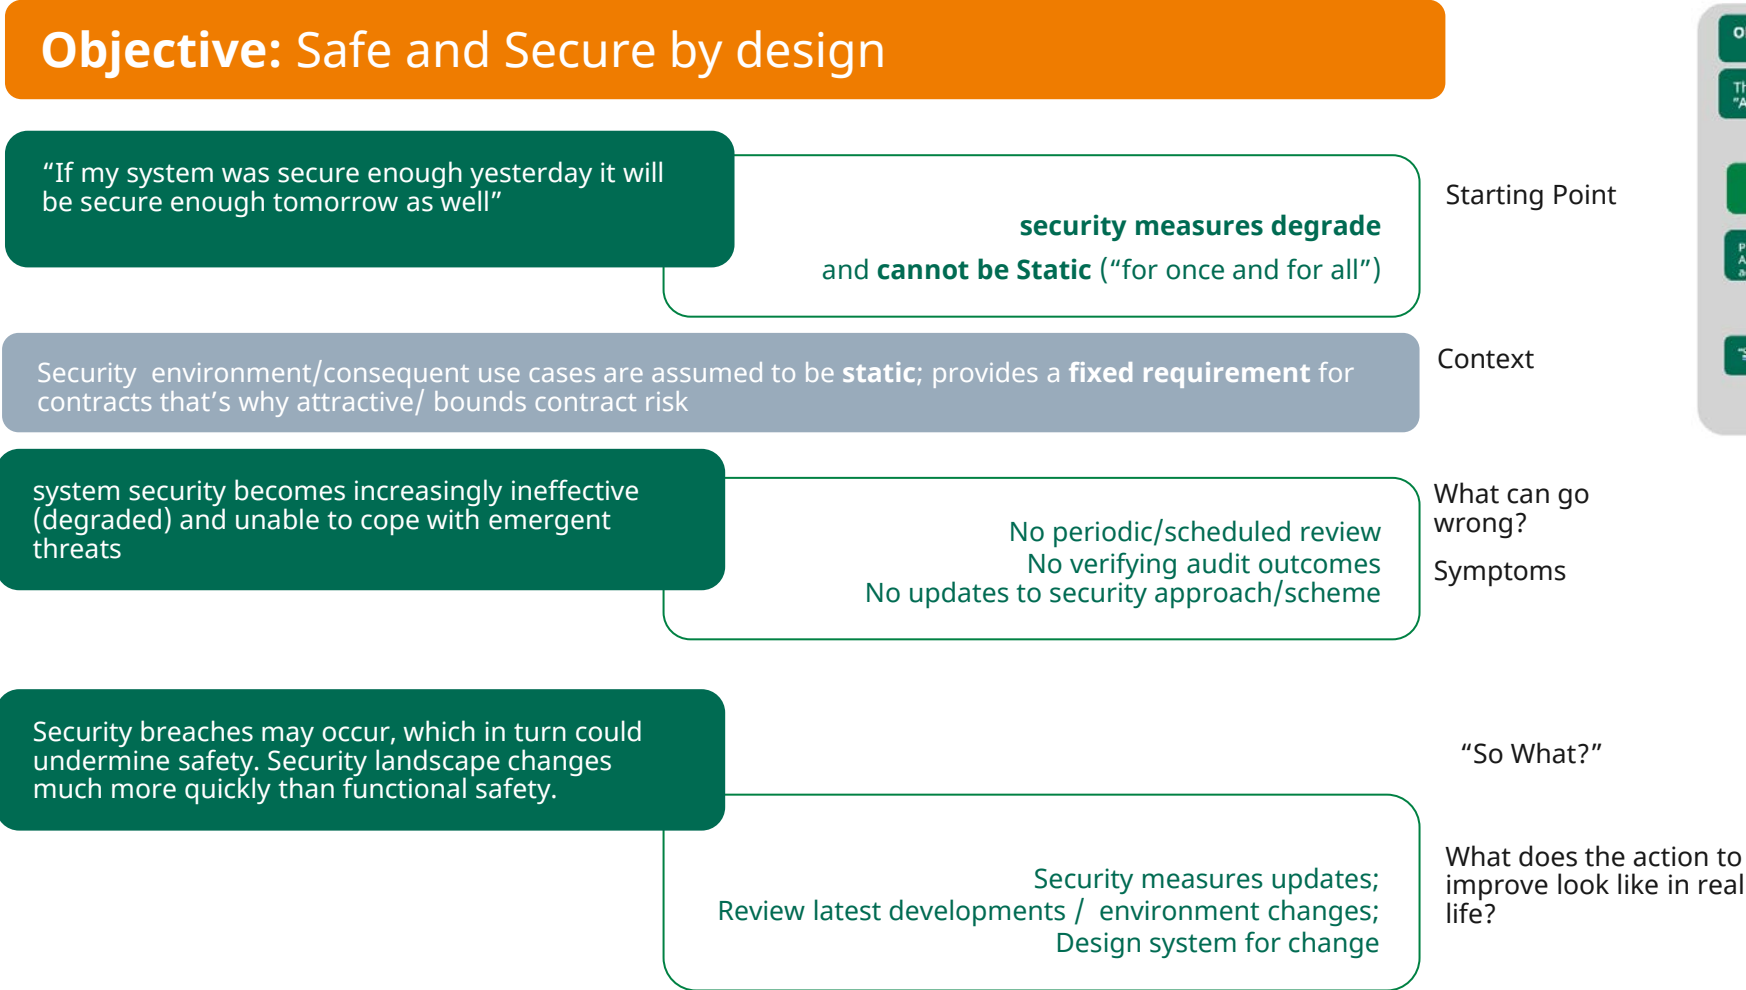 Objective: Safe and Secure by design
“If my system was secure enough yesterday it will
be secure enough tomorrow as well”
security measures degrade
and cannot be Static (“for once and for all”)
Starting Point
Security  environment/consequent use cases are assumed to be static; provides a fixed requirement for
contracts that’s why attractive/ bounds contract risk
Context
system security becomes increasingly ineffective
(degraded) and unable to cope with emergent
threats
No periodic/scheduled review
No verifying audit outcomes
No updates to security approach/scheme
What can go
wrong?
Symptoms
Security breaches may occur, which in turn could
undermine safety. Security landscape changes
much more quickly than functional safety.
“So What?”
Security measures updates;
Review latest developments /  environment changes;
Design system for change
What does the action to
improve look like in real
life?